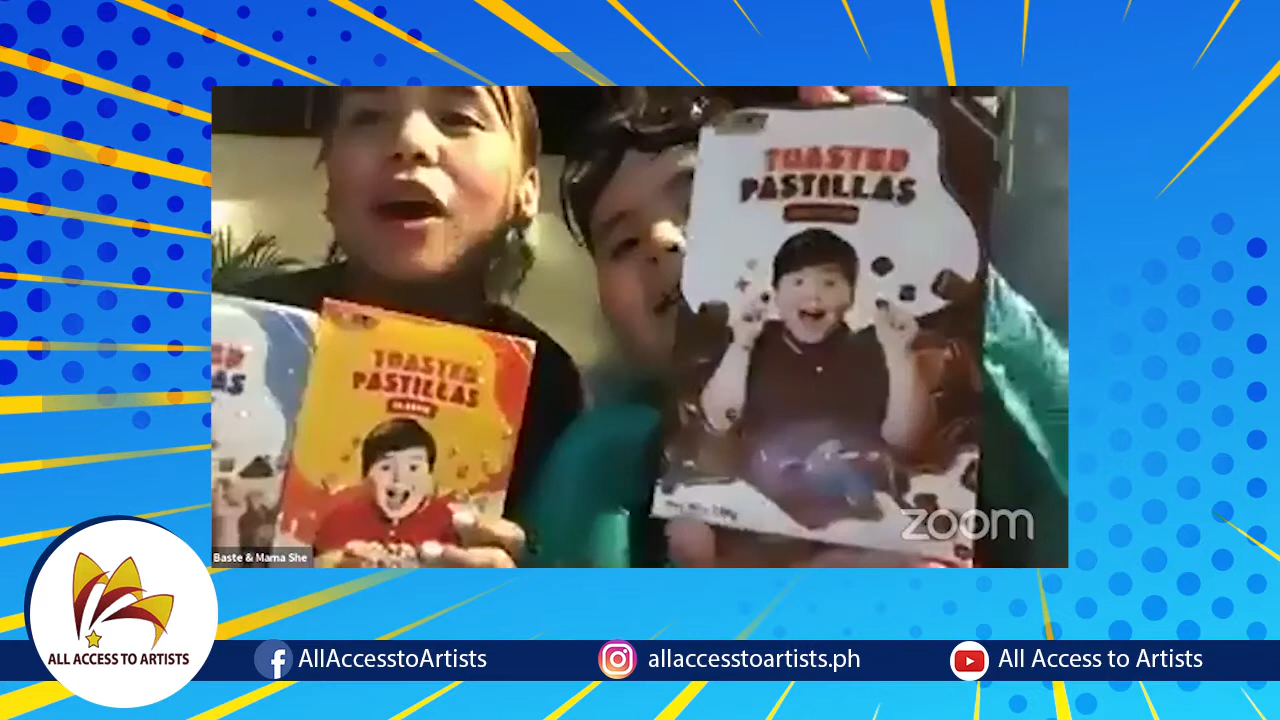 TOASTED
PASTILLAS
TOASTED
PASTILLAS
CLASSIC
zoom
Baste & Mama She
ALL ACCESS TO ARTISTS
AllAccesstoArtists
allaccesstoartists.ph
All Access to Artists